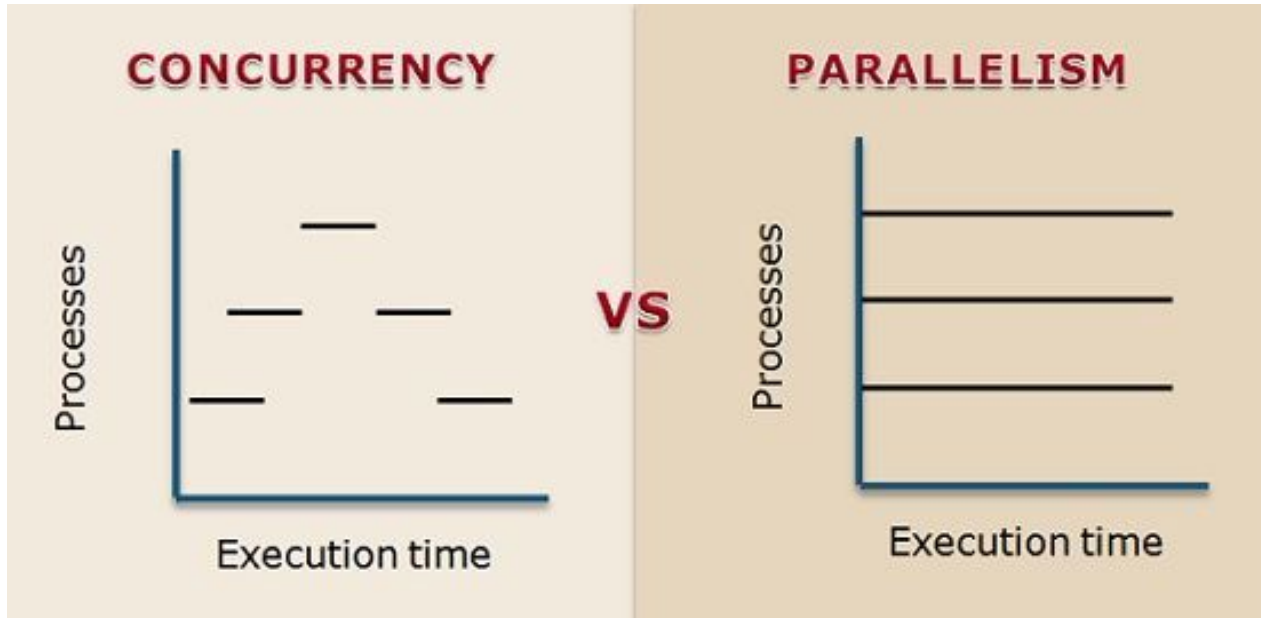 CONCURRENCY
Processes
Execution time
VS
PARALLELISM
Processes
Execution time